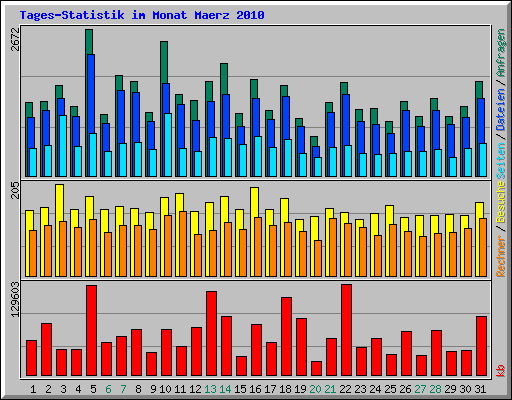 Tages-Statistik im Monat Maerz 2010
2672
205
129603
Rechner / Besuche Seiten / Dateien / Anfragen
kb
1 2 3 4 5 6 7 8 9 10 11 12 13 14 15 16 17 18 19 20 21 22 23 24 25 26 27 28 29 30 31